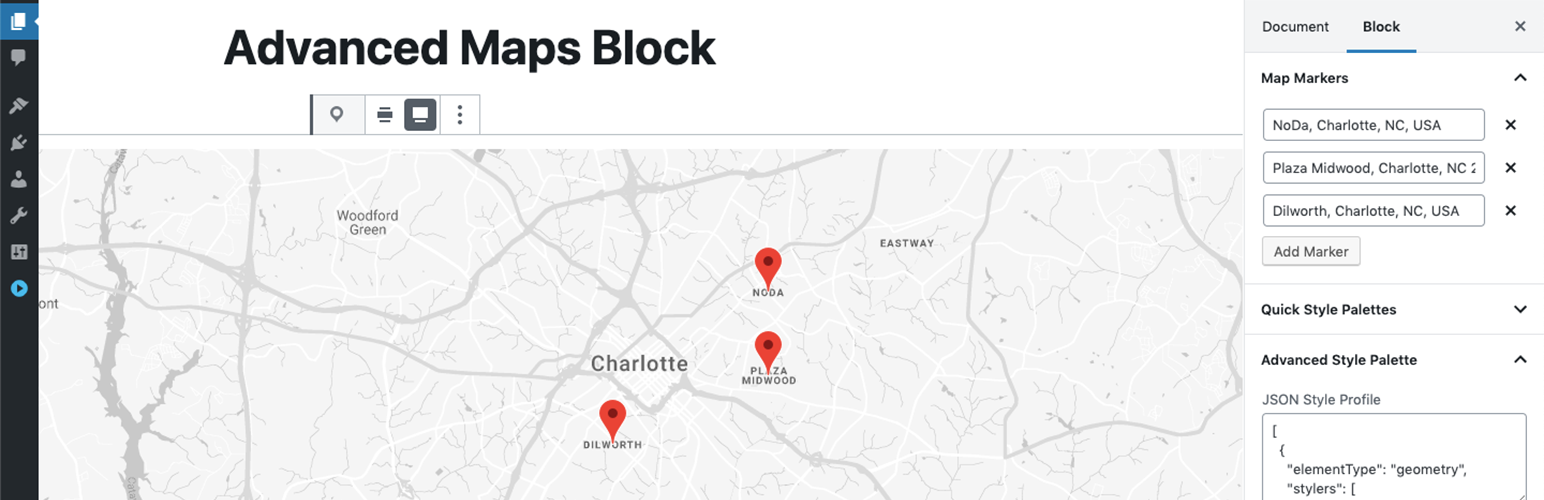 Advanced Maps Block
Woodford
Green
EASTWAY
NODA
ont
Charlotte
PLAZA
MIDWOOD
DILWORTH
Document
Block
Map Markers
NoDa, Charlotte, NC, USA
Plaza Midwood, Charlotte, NC 2
Dilworth, Charlotte, NC, USA
Add Marker
Quick Style Palettes
Advanced Style Palette
JSON Style Profile
[
{
"elementType": "geometry",
"stylers": [